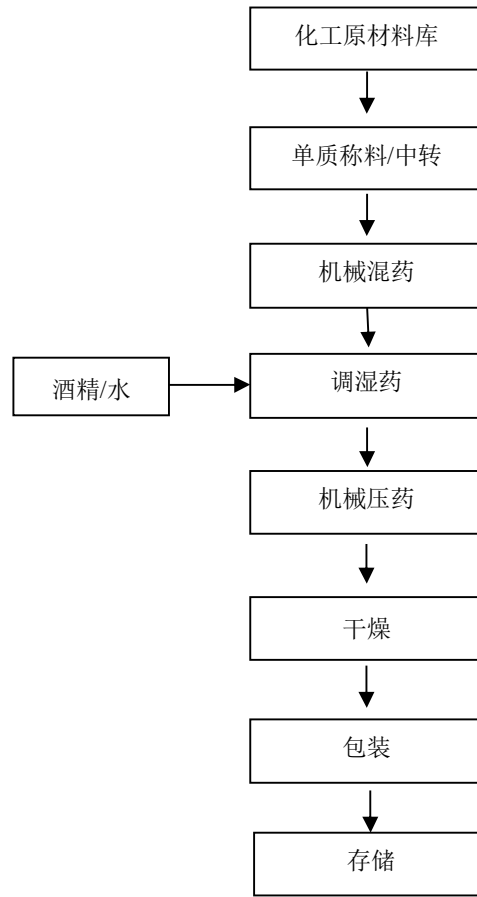 化工原材料库
单质称料/中转
机械混药
酒精/水
调湿药
机械压药
干燥
包装
存储